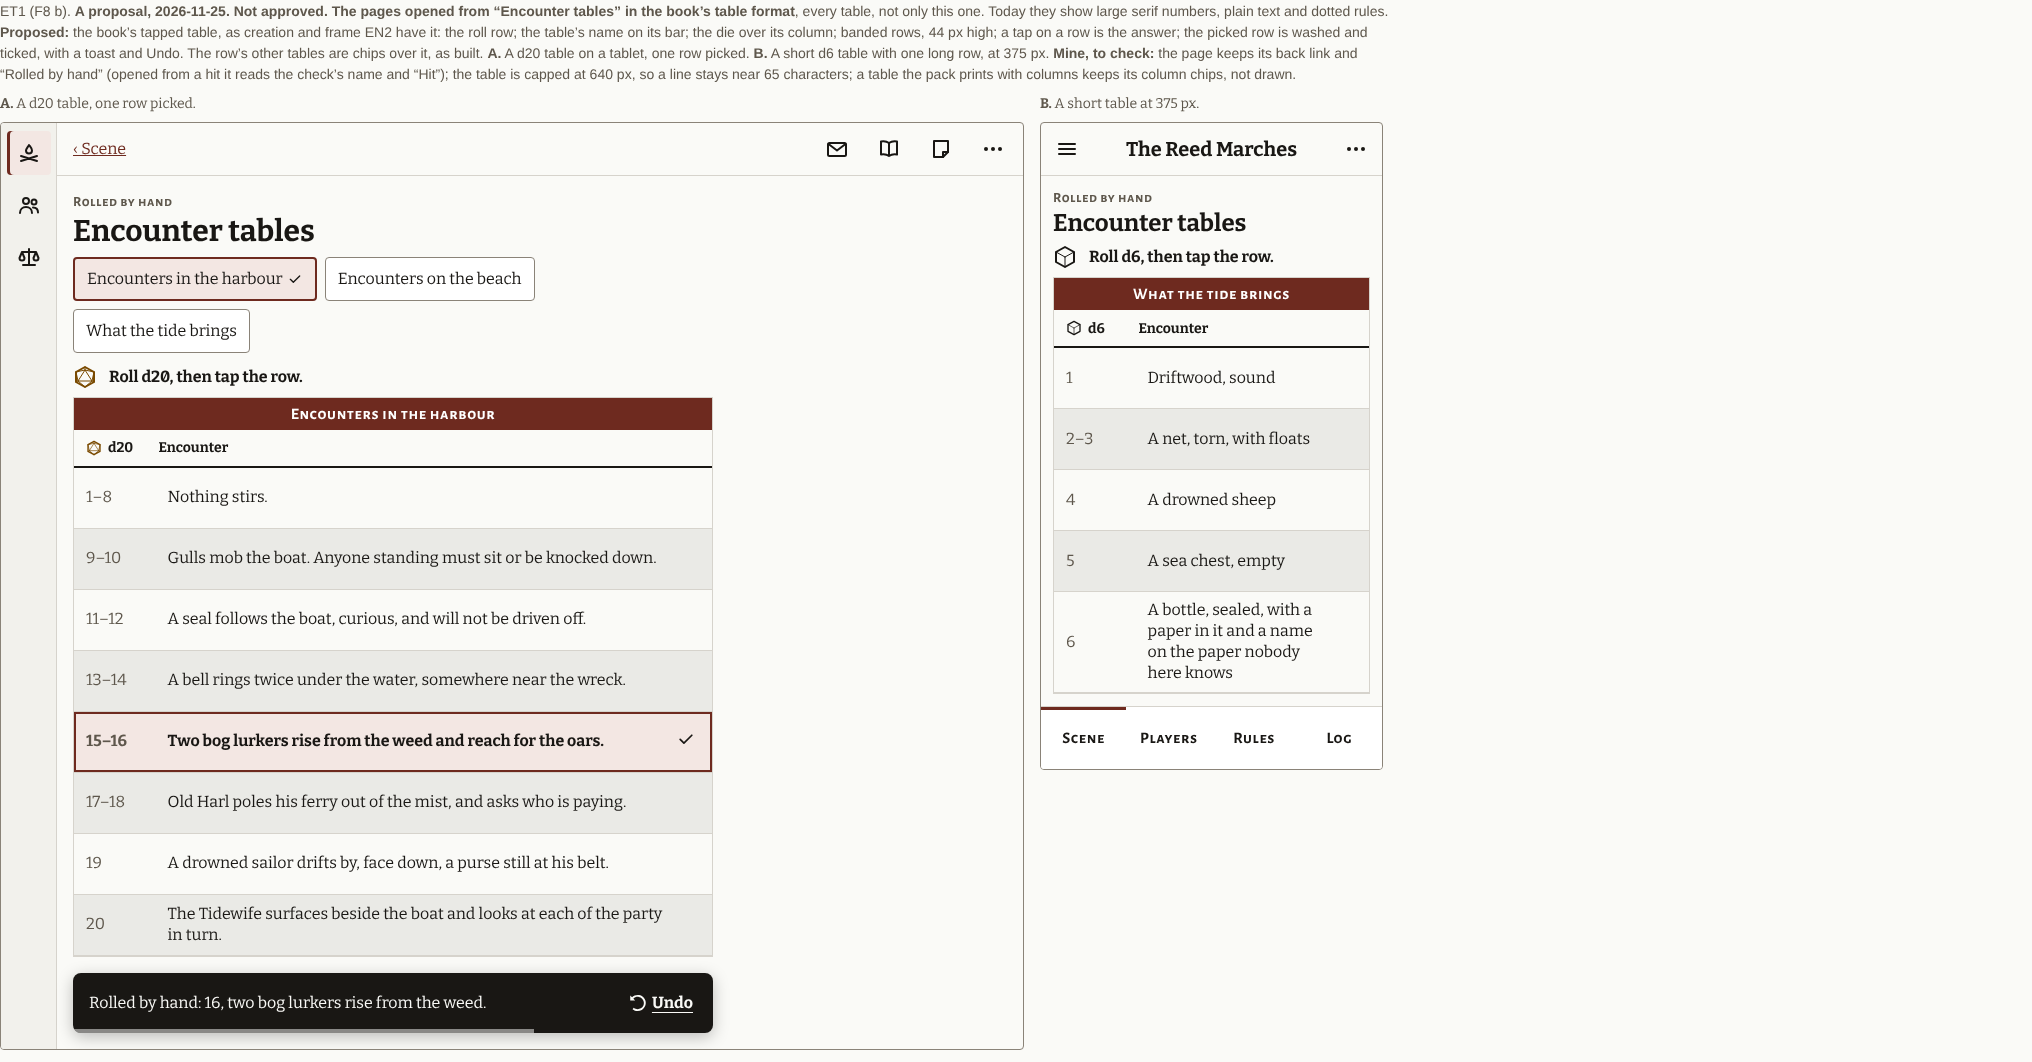 ET1 (F8 b). A proposal, 2026-11-25. Not approved. The pages opened from “Encounter tables” in the book’s table format, every table, not only this one. Today they show large serif numbers, plain text and dotted rules.
Proposed: the book’s tapped table, as creation and frame EN2 have it: the roll row; the table’s name on its bar; the die over its column; banded rows, 44 px high; a tap on a row is the answer; the picked row is washed and
ticked, with a toast and Undo. The row’s other tables are chips over it, as built. A. A d20 table on a tablet, one row picked. B. A short d6 table with one long row, at 375 px. Mine, to check: the page keeps its back link and
“Rolled by hand” (opened from a hit it reads the check’s name and “Hit”); the table is capped at 640 px, so a line stays near 65 characters; a table the pack prints with columns keeps its column chips, not drawn.
A. A d20 table, one row picked.
‹ Scene
Rolled by hand
Encounter tables
Encounters in the harbour
Encounters on the beach
What the tide brings
Roll d20, then tap the row.
Encounters in the harbour
d20 Encounter
1–8 Nothing stirs.
9–10 Gulls mob the boat. Anyone standing must sit or be knocked down.
11–12 A seal follows the boat, curious, and will not be driven off.
13–14 A bell rings twice under the water, somewhere near the wreck.
15–16 Two bog lurkers rise from the weed and reach for the oars.
17–18 Old Harl poles his ferry out of the mist, and asks who is paying.
19 A drowned sailor drifts by, face down, a purse still at his belt.
20 The Tidewife surfaces beside the boat and looks at each of the party
in turn.
Rolled by hand: 16, two bog lurkers rise from the weed.
Undo
B. A short table at 375 px.
The Reed Marches
Rolled by hand
Encounter tables
Roll d6, then tap the row.
What the tide brings
d6 Encounter
1 Driftwood, sound
2–3 A net, torn, with floats
4 A drowned sheep
5 A sea chest, empty
6 A bottle, sealed, with a
paper in it and a name
on the paper nobody
here knows
Scene Players Rules Log